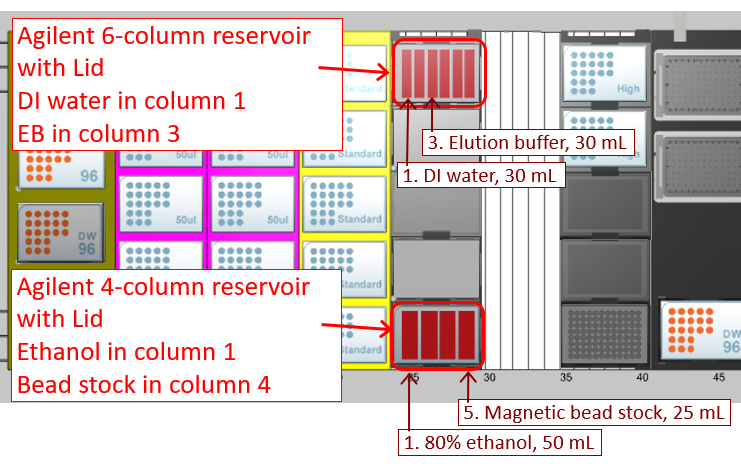 Agilent 6-column reservoir
with Lid
DI water in column 1
EB in column 3
High
3. Elution buffer, 30 mL
1. DI water, 30 mL
96
50ul
50ul
Standard
50ul
50ul
Standard
DW
96
Standard
Agilent 4-column reservoir
with Lid
Ethanol in column 1
Bead stock in column 4
Standard
DW
96
30
35
40
45
5. Magnetic bead stock, 25 mL
1. 80% ethanol, 50 mL